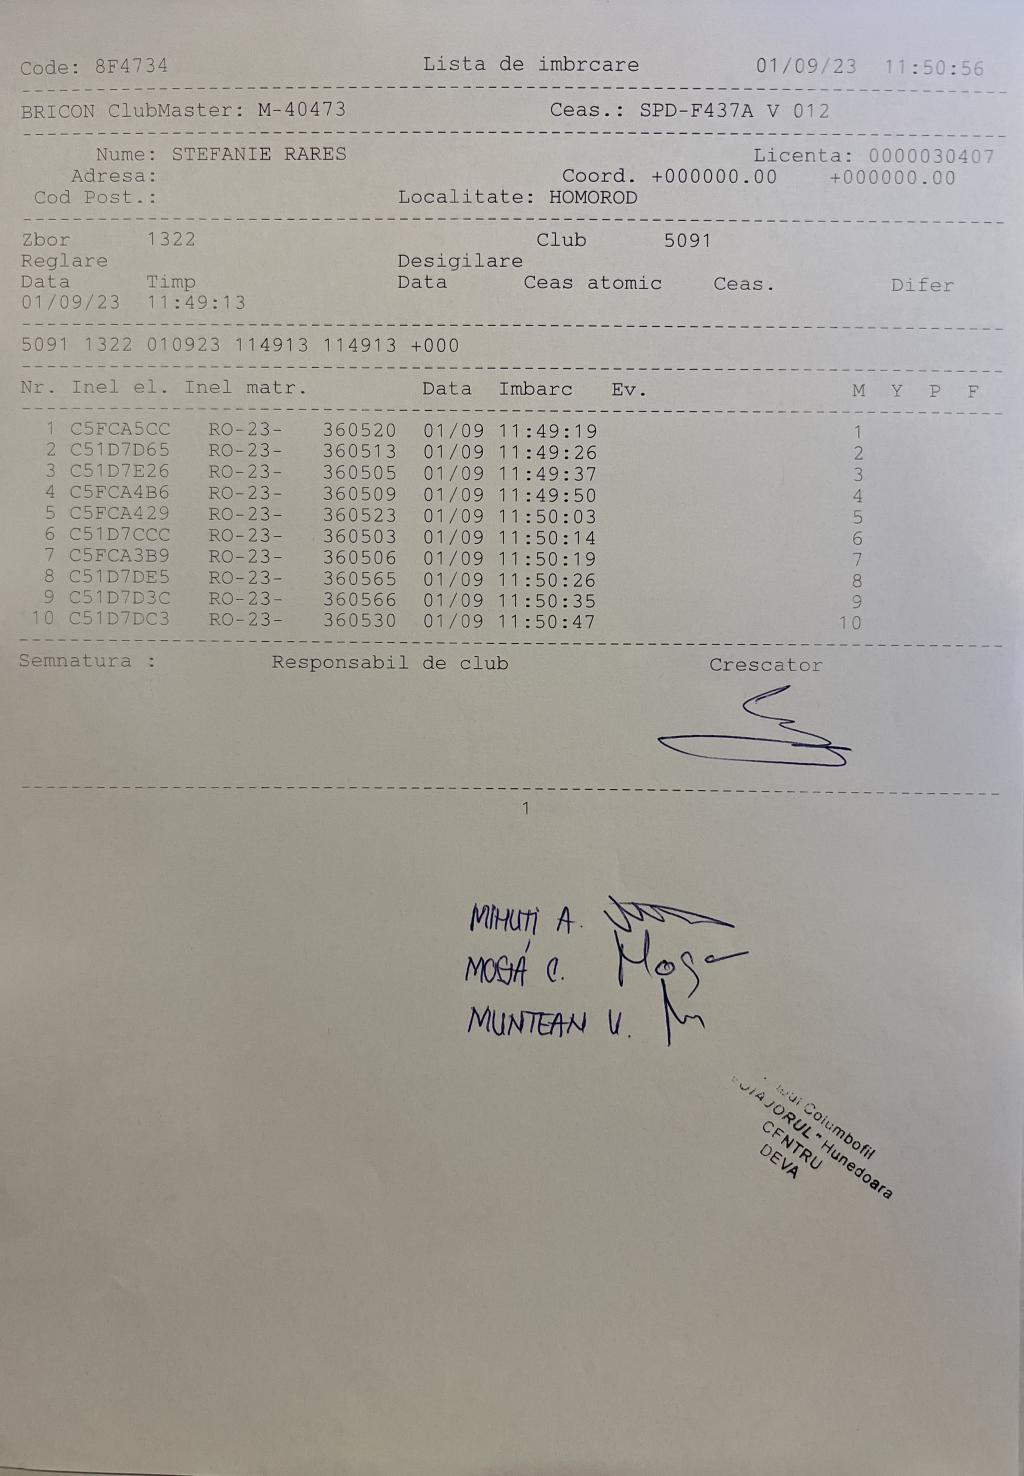 Code: 8F4734 Lista de imbrcare 01/09/23 11:50:56
BRICON ClubMaster: M-40473 Ceas.: SPD-F437A V 012
Nume: STEFANIE RARES Licenta: 0000030407
Adresa: Coord. +000000.00 +000000.00
Cod Post.: Localitate: HOMOROD
Zbor 1322 Club 5091
Reglare Desigilare
Data Timp Data Ceas atomic Ceas. Difer
01/09/23 11:49:13
5091 1322 010923 114913 114913 +000
Nr. Inel el. Inel matr. Data Imbarc Ev. M Y P F
1 C5FCA5CC RO-23- 360520 01/09 11:49:19 1
2 C51D7D65 RO-23- 360513 01/09 11:49:26 2
3 C51D7E26 RO-23- 360505 01/09 11:49:37 3
4 C5FCA4B6 RO-23- 360509 01/09 11:49:50 4
5 C5FCA429 RO-23- 360523 01/09 11:50:03 5
6 C51D7CCC RO-23- 360503 01/09 11:50:14 6
7 C5FCA3B9 RO-23- 360506 01/09 11:50:19 7
8 C51D7DE5 RO-23- 360565 01/09 11:50:26 8
9 C51D7D3C RO-23- 360566 01/09 11:50:35 9
10 C51D7DC3 RO-23- 360530 01/09 11:50:47 10
Semnatura : Responsabil de club Crescator
1
MIHUȚI A.
MOGA C. Moga
MUNTEAN V.
Columbofil
Hunedoara
CENTRU
DEVA